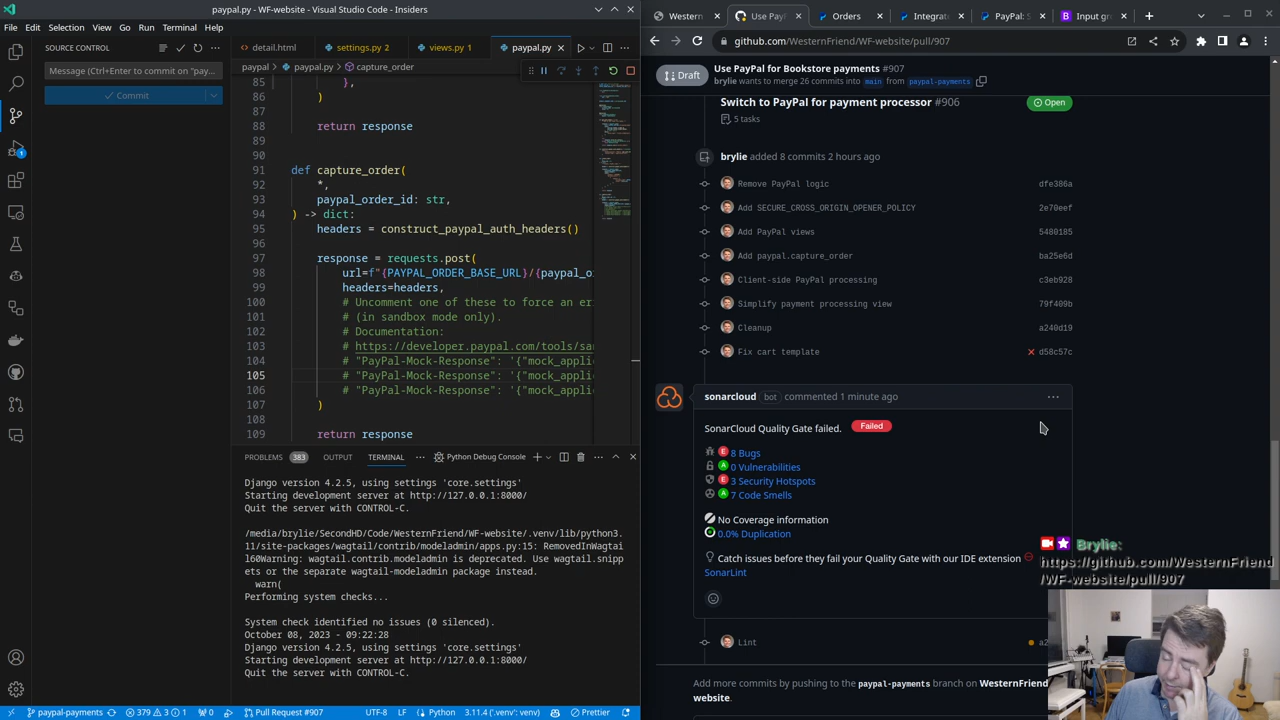 paypal.py - WF-website - Visual Studio Code - Insiders
File Edit Selection View Go Run Terminal Help
SOURCE CONTROL
Message (Ctrl+Enter to commit on "pay...
Commit
detail.html
settings.py 2
views.py 1
paypal.py
paypal > paypal.py > capture_order
85 },
86 )
87
88 return response
89
90
91 def capture_order(
92 *,
93 paypal_order_id: str,
94 ) -> dict:
95 headers = construct_paypal_auth_headers()
96
97 response = requests.post(
98 url=f"{PAYPAL_ORDER_BASE_URL}/{paypal_o
99 headers=headers,
100 # Uncomment one of these to force an er
101 # (in sandbox mode only).
102 # Documentation:
103 # https://developer.paypal.com/tools/sa
104 # "PayPal-Mock-Response": '{"mock_appli
105 # "PayPal-Mock-Response": '{"mock_appli
106 # "PayPal-Mock-Response": '{"mock_appli
107 )
108
109 return response
PROBLEMS 383 OUTPUT TERMINAL ... Python Debug Console
Django version 4.2.5, using settings 'core.settings'
Starting development server at http://127.0.0.1:8000/
Quit the server with CONTROL-C.
/media/brylie/SecondHD/Code/WesternFriend/WF-website/.venv/lib/python3.
11/site-packages/wagtail/contrib/modeladmin/apps.py:15: RemovedInWagtai
l60Warning: wagtail.contrib.modeladmin is deprecated. Use wagtail.snipp
ets or the separate wagtail-modeladmin package instead.
warn(
Performing system checks...
System check identified no issues (0 silenced).
October 08, 2023 - 09:22:28
Django version 4.2.5, using settings 'core.settings'
Starting development server at http://127.0.0.1:8000/
Quit the server with CONTROL-C.
paypal-payments 379 3 1 0 Pull Request #907 UTF-8 LF Python 3.11.4 ('.venv': venv) Prettier
Western
Use PayP
Orders
Integrat
PayPal: S
Input gr
github.com/WesternFriend/WF-website/pull/907
Draft
Use PayPal for Bookstore payments #907
brylie wants to merge 26 commits into main from paypal-payments
Switch to PayPal for payment processor #906
Open
5 tasks
brylie added 8 commits 2 hours ago
Remove PayPal logic dfe386a
Add SECURE_CROSS_ORIGIN_OPENER_POLICY 2e70eef
Add PayPal views 5480185
Add paypal.capture_order ba25e6d
Client-side PayPal processing c3eb928
Simplify payment processing view 79f409b
Cleanup a240d19
Fix cart template d58c57c
sonarcloud bot commented 1 minute ago
SonarCloud Quality Gate failed. Failed
E 8 Bugs
A 0 Vulnerabilities
E 3 Security Hotspots
A 7 Code Smells
No Coverage information
0.0% Duplication
Catch issues before they fail your Quality Gate with our IDE extension
SonarLint
Brylie:
https://github.com/WesternFriend
/WF-website/pull/907
Lint
Add more commits by pushing to the paypal-payments branch on WesternFriend
website.